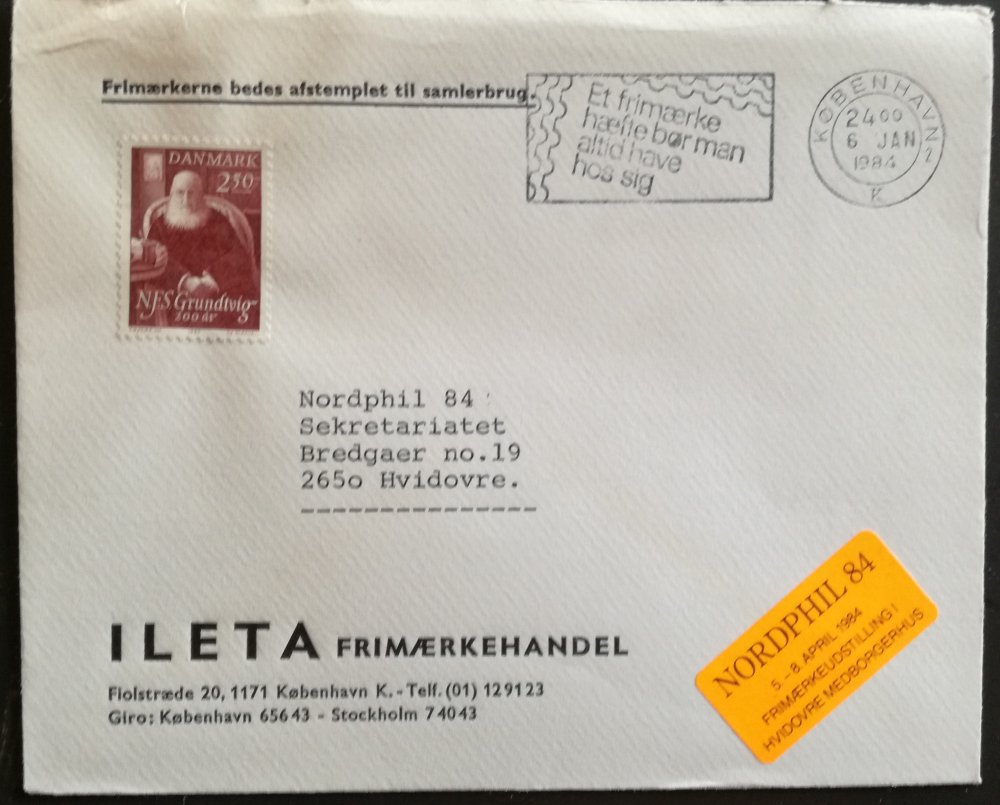 Frimærkerne bedes afstemplet til samlerbrug.
Et frimærke
hæfte bør man
altid have
hos sig
KØBENHAVN 2
24 00
6 JAN
1984
K
DANMARK
250
N.F.S. Grundtvig
200 år
Nordphil 84
Sekretariatet
Bredgaer no.19
265o Hvidovre.
ILETA FRIMÆRKEHANDEL
Fiolstræde 20, 1171 København K. - Telf. (01) 129123
Giro: København 65643 - Stockholm 74043
NORDPHIL 84
5. - 8. APRIL 1984
FRIMÆRKEUDSTILLING I
HVIDOVRE MEDBORGERHUS